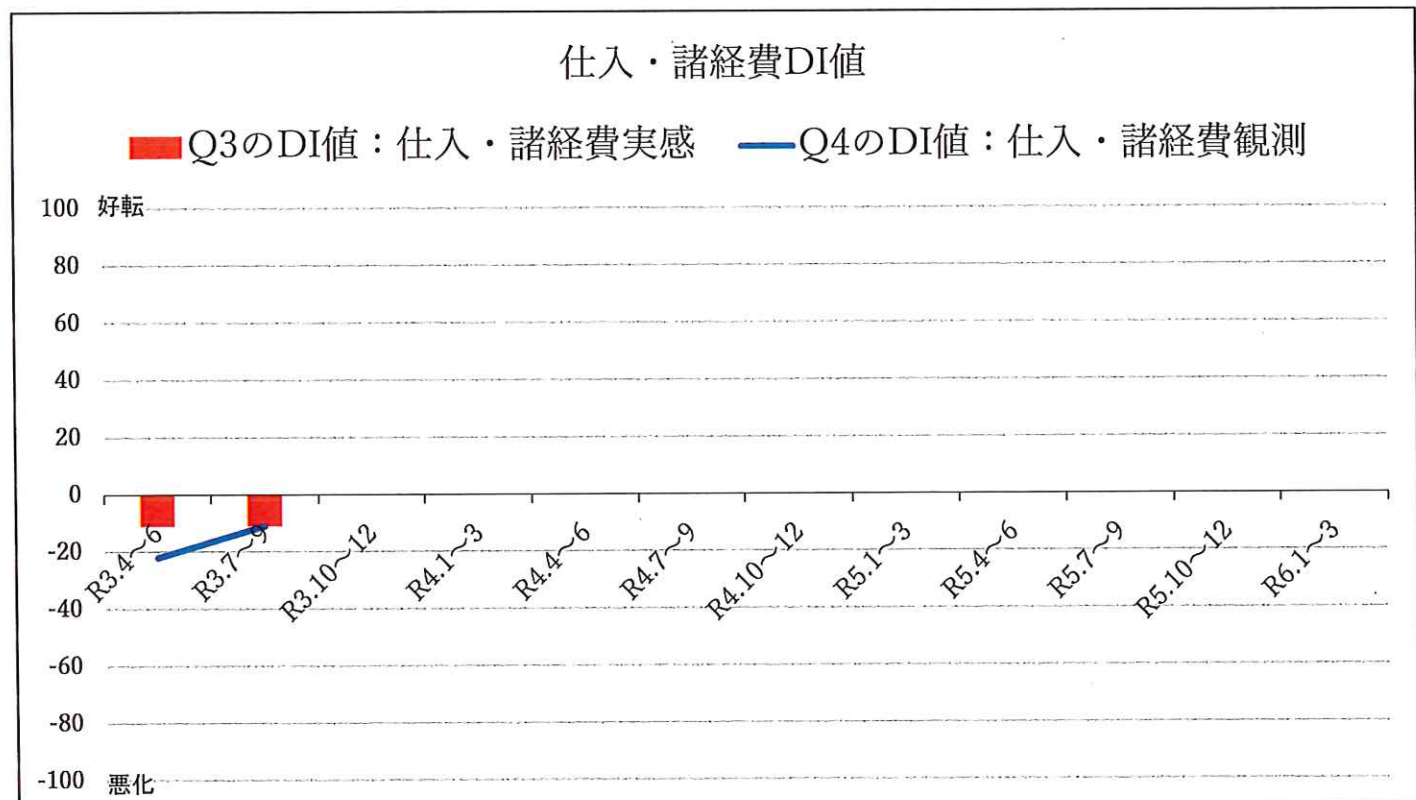 仕入・諸経費DI値
Q3のDI値：仕入・諸経費実感 Q4のDI値：仕入・諸経費観測
100 好転
80
60
40
20
0
-20
-40
-60
-80
-100 悪化
R3.4～6
R3.7～9
R3.10～12
R4.1～3
R4.4～6
R4.7～9
R4.10～12
R5.1～3
R5.4～6
R5.7～9
R5.10～12
R6.1～3